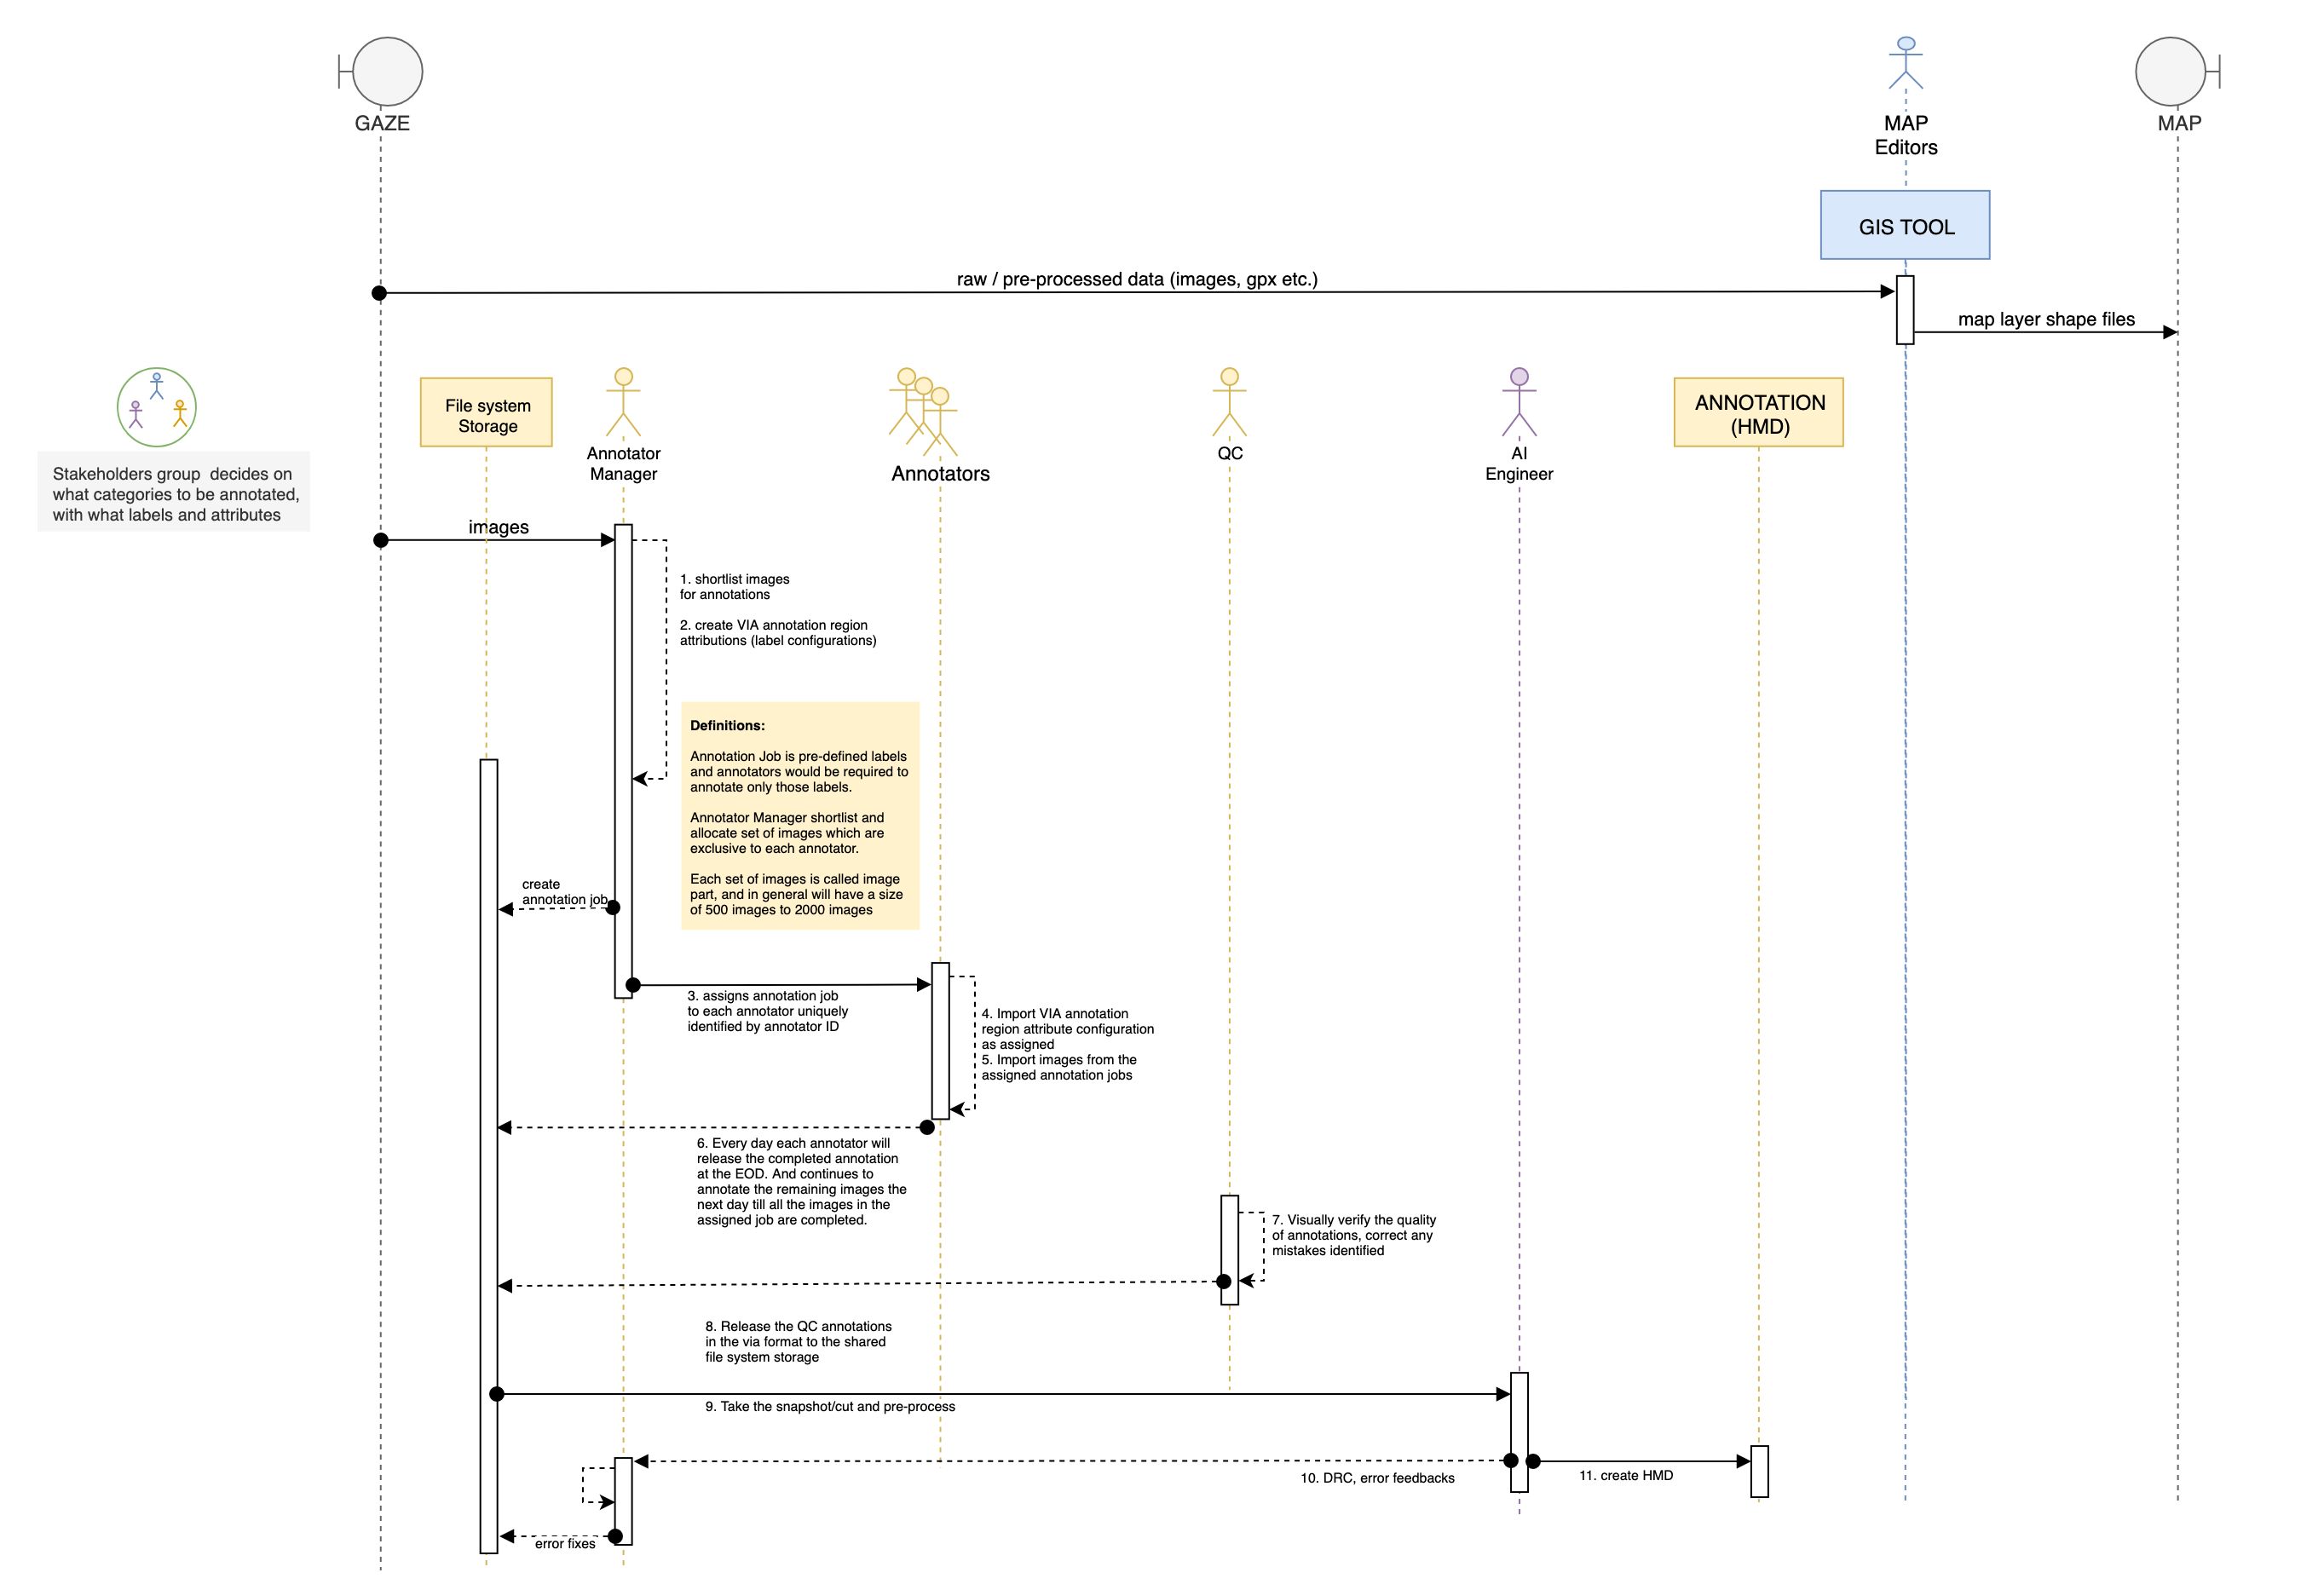 GAZE
MAP
Editors
MAP
GIS TOOL
raw / pre-processed data (images, gpx etc.)
map layer shape files
File system
Storage
Annotator
Manager
Annotators
QC
AI
Engineer
ANNOTATION
(HMD)
Stakeholders group  decides on
what categories to be annotated,
with what labels and attributes
images
1. shortlist images
for annotations
2. create VIA annotation region
attributions (label configurations)
Definitions:
Annotation Job is pre-defined labels
and annotators would be required to
annotate only those labels.
Annotator Manager shortlist and
allocate set of images which are
exclusive to each annotator.
Each set of images is called image
part, and in general will have a size
of 500 images to 2000 images
create
annotation job
3. assigns annotation job
to each annotator uniquely
identified by annotator ID
4. Import VIA annotation
region attribute configuration
as assigned
5. Import images from the
assigned annotation jobs
6. Every day each annotator will
release the completed annotation
at the EOD. And continues to
annotate the remaining images the
next day till all the images in the
assigned job are completed.
7. Visually verify the quality
of annotations, correct any
mistakes identified
8. Release the QC annotations
in the via format to the shared
file system storage
9. Take the snapshot/cut and pre-process
10. DRC, error feedbacks
11. create HMD
error fixes